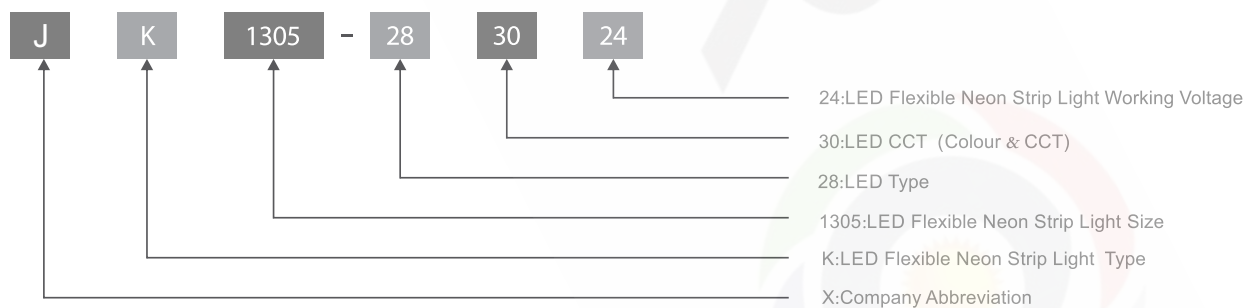 J K 1305 - 28 30 24
24:LED Flexible Neon Strip Light Working Voltage
30:LED CCT (Colour & CCT)
28:LED Type
1305:LED Flexible Neon Strip Light Size
K:LED Flexible Neon Strip Light Type
X:Company Abbreviation